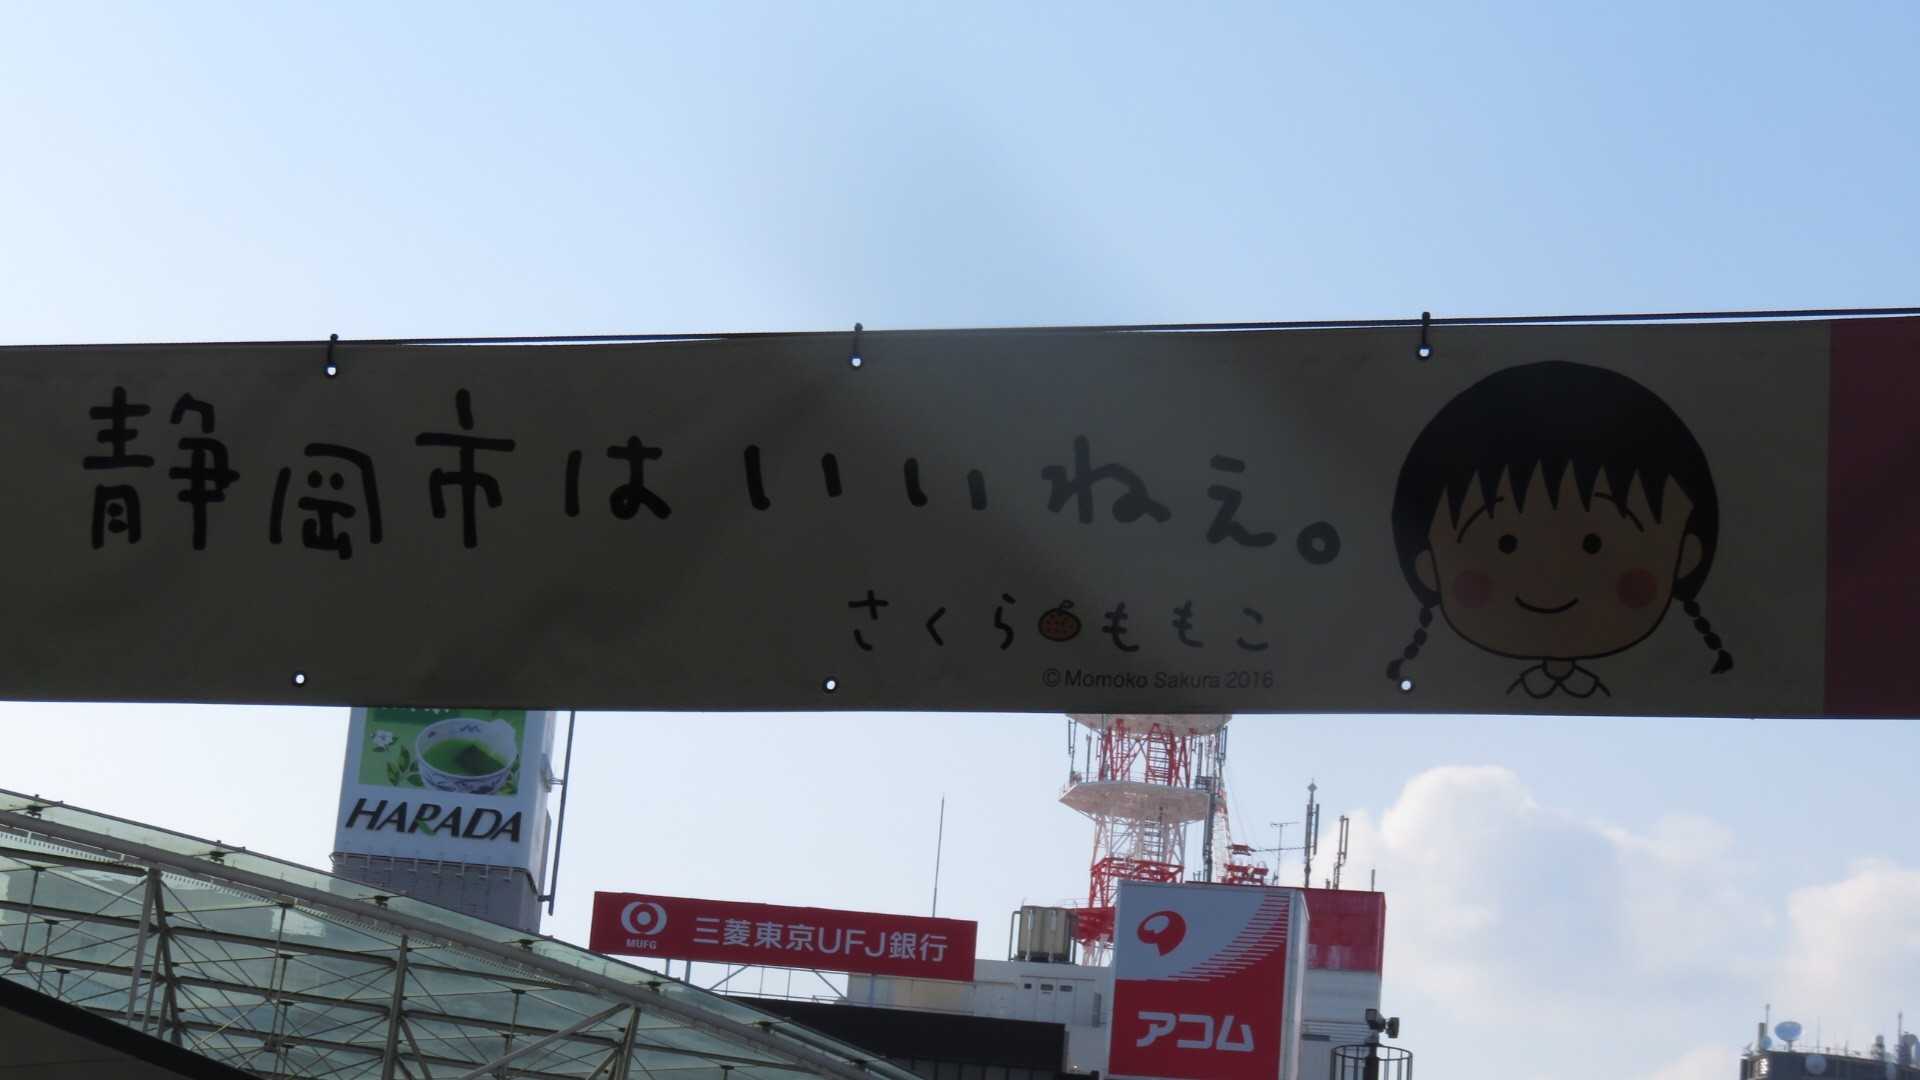 静岡市はいいねぇ。
さくらももこ
© Momoko Sakura 2016
HARADA
MUFG
三菱東京UFJ銀行
アコム